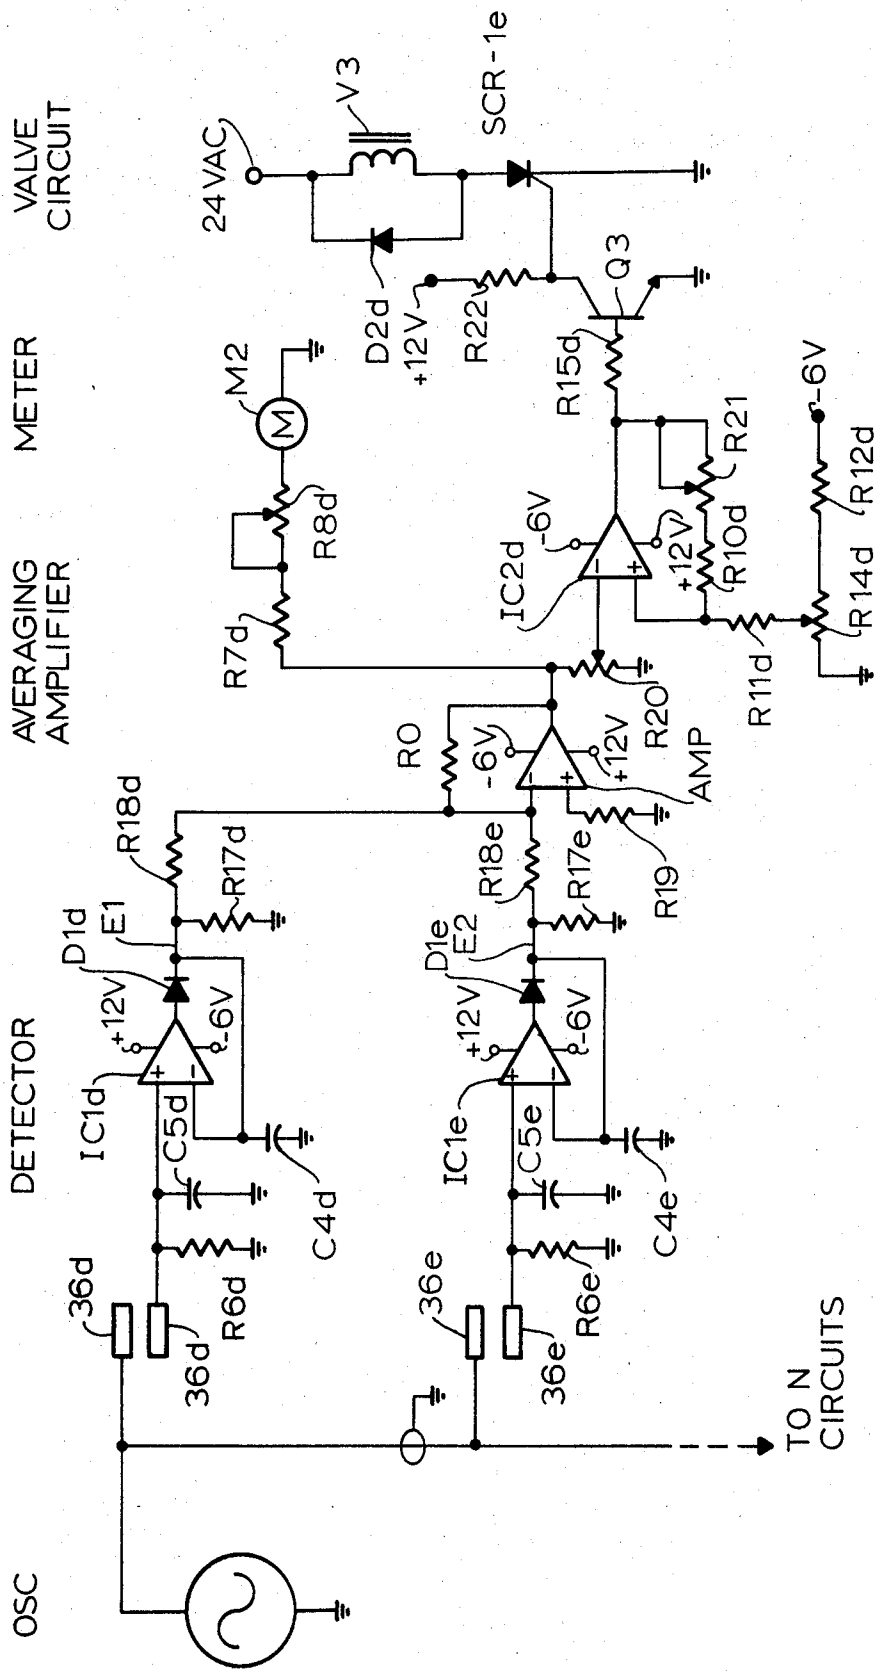 OSC
DETECTOR
AVERAGING
AMPLIFIER
METER
VALVE
CIRCUIT
36d
36d
R6d
C5d
IC1d
+
−
+12V
-6V
C4d
D1d
E1
R17d
R18d
36e
36e
R6e
C5e
IC1e
+
−
+12V
-6V
C4e
D1e
E2
R17e
R18e
TO N
CIRCUITS
RO
-6V
−
+
+12V
AMP
R19
R20
R7d
R8d
M
M2
IC2d
-6V
−
+
+12V
R10d
R21
R11d
R14d
R12d
-6V
R15d
Q3
R22
+12V
D2d
24VAC
V3
SCR-1e